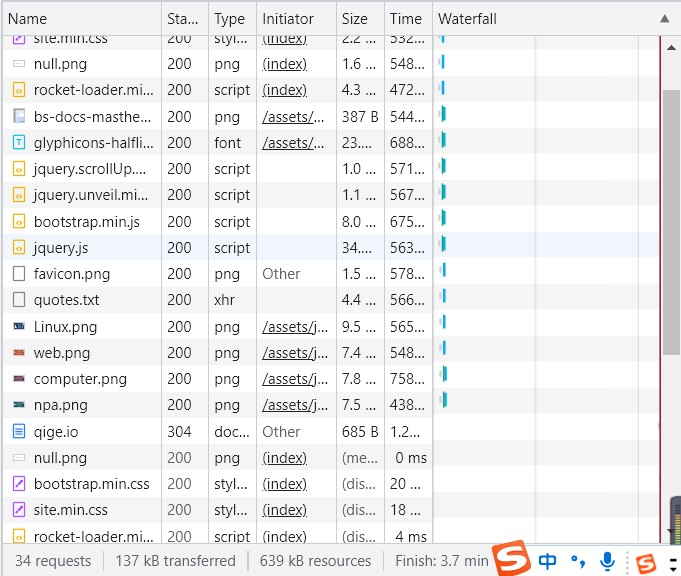 Name Sta... Type Initiator Size Time Waterfall
site.min.css 200 styl... (index) 2.2 ... 532...
null.png 200 png (index) 1.6 ... 548...
rocket-loader.mi... 200 script (index) 4.3 ... 472...
bs-docs-masthe... 200 png /assets/... 387 B 544...
glyphicons-halfli... 200 font /assets/... 23.... 688...
jquery.scrollUp.... 200 script 1.0 ... 571...
jquery.unveil.mi... 200 script 1.1 ... 567...
bootstrap.min.js 200 script 8.0 ... 675...
jquery.js 200 script 34.... 563...
favicon.png 200 png Other 1.5 ... 578...
quotes.txt 200 xhr 4.4 ... 566...
Linux.png 200 png /assets/j... 9.5 ... 565...
web.png 200 png /assets/j... 7.4 ... 548...
computer.png 200 png /assets/j... 7.8 ... 758...
npa.png 200 png /assets/j... 7.5 ... 438...
qige.io 304 doc... Other 685 B 1.2...
null.png 200 png (index) (me... 0 ms
bootstrap.min.css 200 styl... (index) (dis... 20 ...
site.min.css 200 styl... (index) (dis... 18 ...
rocket-loader.mi... 200 script (index) (dis... 4 ms
34 requests 137 kB transferred 639 kB resources Finish: 3.7 min S 中 S